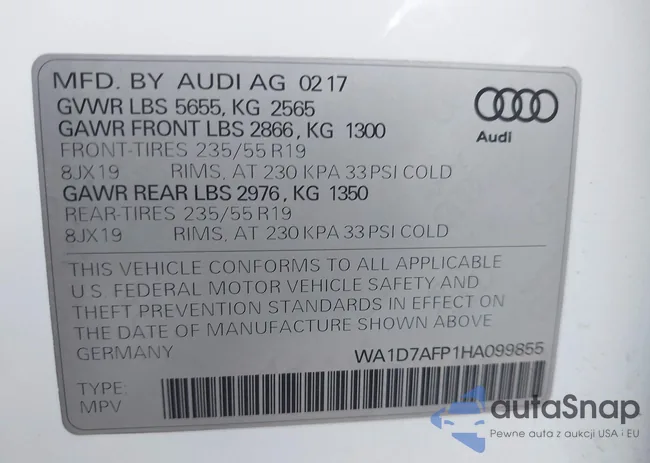 MFD. BY AUDI AG 02 17
GVWR LBS 5655, KG 2565
GAWR FRONT LBS 2866, KG 1300
FRONT-TIRES 235/55 R19
8JX19 RIMS, AT 230 KPA 33 PSI COLD
GAWR REAR LBS 2976, KG 1350
REAR-TIRES 235/55 R19
8JX19 RIMS, AT 230 KPA 33 PSI COLD
Audi
THIS VEHICLE CONFORMS TO ALL APPLICABLE
U.S. FEDERAL MOTOR VEHICLE SAFETY AND
THEFT PREVENTION STANDARDS IN EFFECT ON
THE DATE OF MANUFACTURE SHOWN ABOVE
GERMANY WA1D7AFP1HA099855
TYPE:
MPV
autaSnap
Pewne auta z aukcji USA i EU